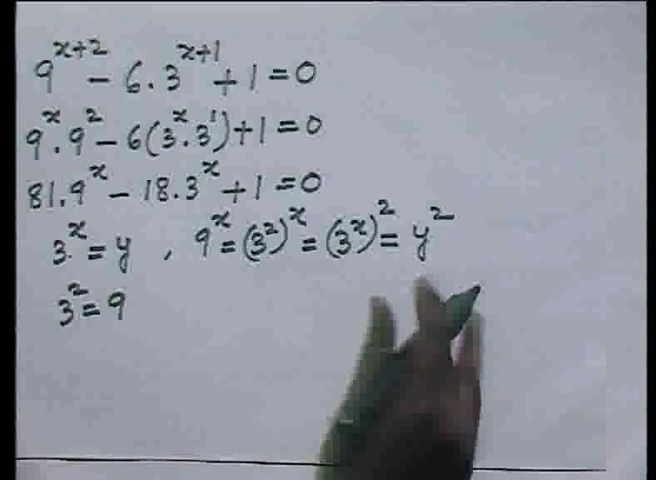 9^{x+2} - 6.3^{x+1} + 1 = 0
9^x.9^2 - 6(3^x.3^1) + 1 = 0
81.9^x - 18.3^x + 1 = 0
3^x = y , 9^x = (3^2)^x = (3^x)^2 = y^2
3^2 = 9